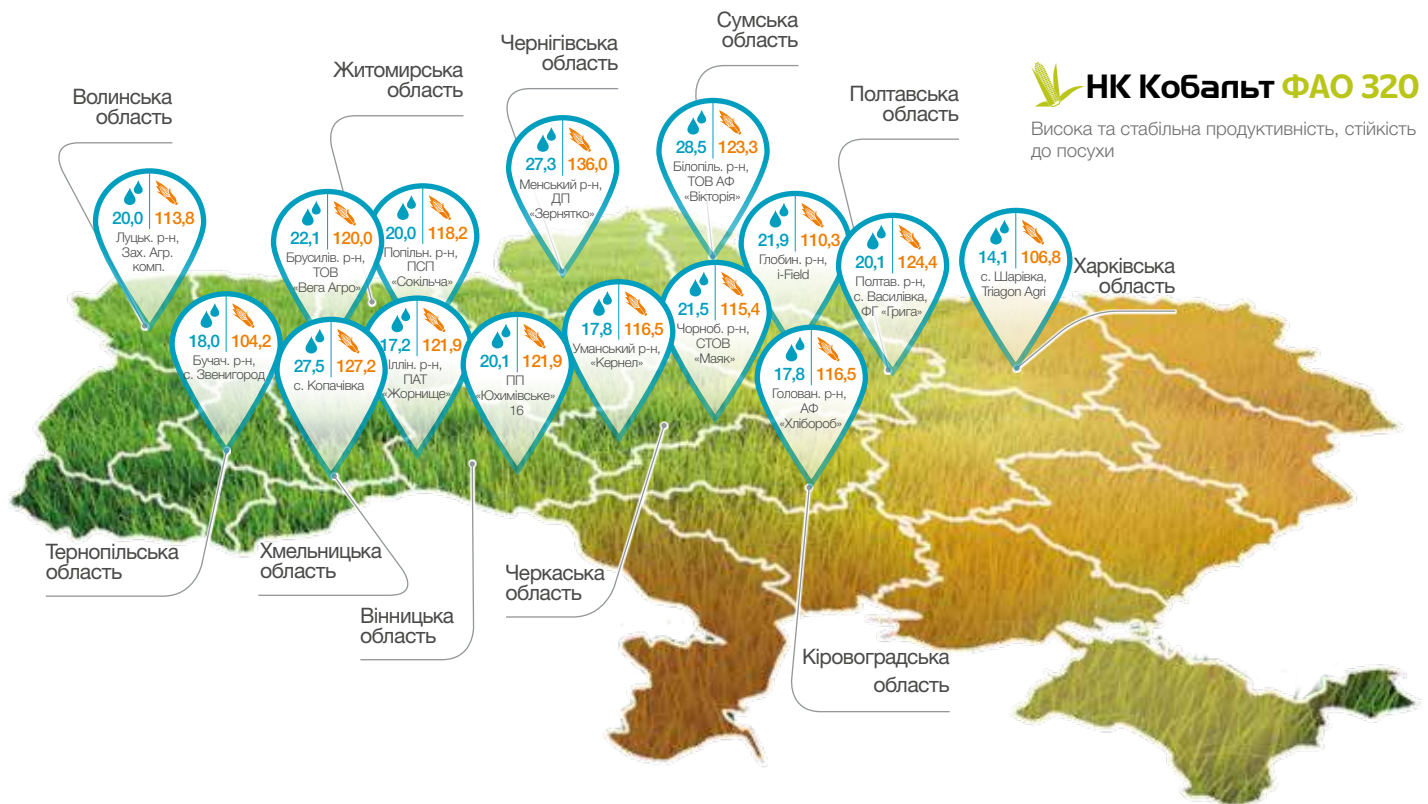 НК Кобальт ФАО 320
Висока та стабільна продуктивність, стійкість
до посухи
Волинська
область
20,0 113,8
Луцьк. р-н,
Зах. Агр.
комп.
Житомирська
область
22,1 120,0
Брусилів. р-н,
ТОВ
«Вега Агро»
20,0 118,2
Попільн. р-н,
ПСП
«Сокільча»
Чернігівська
область
27,3 136,0
Менський р-н,
ДП
«Зернятко»
Сумська
область
28,5 123,3
Білопіль. р-н,
ТОВ АФ
«Вікторія»
Полтавська
область
21,9 110,3
Глобин. р-н,
i-Field
20,1 124,4
Полтав. р-н,
с. Василівка,
ФГ «Грига»
14,1 106,8
с. Шарівка,
Triagon Agri
Харківська
область
18,0 104,2
Бучач. р-н,
с. Звенигород
27,5 127,2
с. Копачівка
17,2 121,9
Іллін. р-н,
ПАТ
«Жорнище»
20,1 121,9
ПП
«Юхимівське»
16
17,8 116,5
Уманський р-н,
«Кернел»
21,5 115,4
Чорноб. р-н,
СТОВ
«Маяк»
17,8 116,5
Голован. р-н,
АФ
«Хлібороб»
Тернопільська
область
Хмельницька
область
Вінницька
область
Черкаська
область
Кіровоградська
область